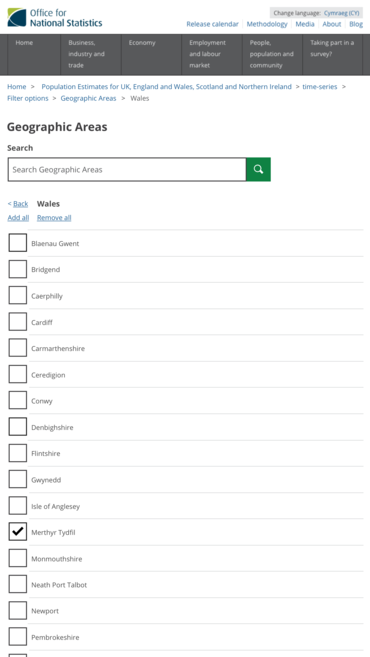 Office for
National Statistics
Change language: Cymraeg (CY)
Release calendar Methodology Media About Blog
Home
Business, industry and trade
Economy
Employment and labour market
People, population and community
Taking part in a survey?
Home > Population Estimates for UK, England and Wales, Scotland and Northern Ireland > time-series >
Filter options > Geographic Areas > Wales
Geographic Areas
Search
Search Geographic Areas
< Back Wales
Add all Remove all
Blaenau Gwent
Bridgend
Caerphilly
Cardiff
Carmarthenshire
Ceredigion
Conwy
Denbighshire
Flintshire
Gwynedd
Isle of Anglesey
Merthyr Tydfil
Monmouthshire
Neath Port Talbot
Newport
Pembrokeshire